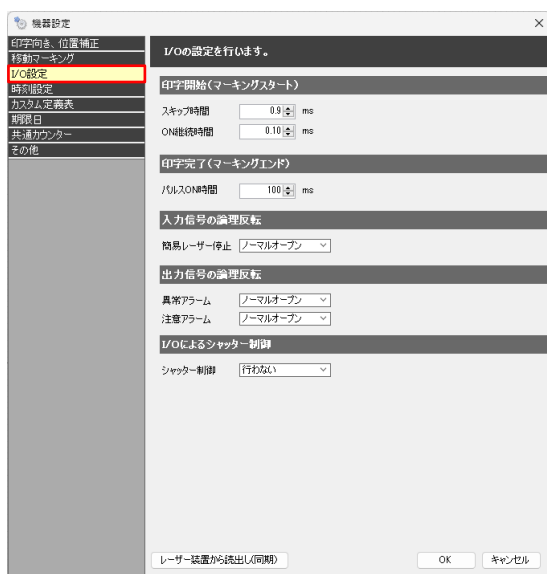 機器設定
印字向き、位置補正
移動マーキング
I/O設定
時刻設定
カスタム定義表
期限日
共通カウンター
その他
I/Oの設定を行います。
印字開始(マーキングスタート)
スキップ時間 0.9 ms
ON継続時間 0.10 ms
印字完了(マーキングエンド)
パルスON時間 100 ms
入力信号の論理反転
簡易レーザー停止 ノーマルオープン
出力信号の論理反転
異常アラーム ノーマルオープン
注意アラーム ノーマルオープン
I/Oによるシャッター制御
シャッター制御 行わない
レーザー装置から読出し(同期) OK キャンセル